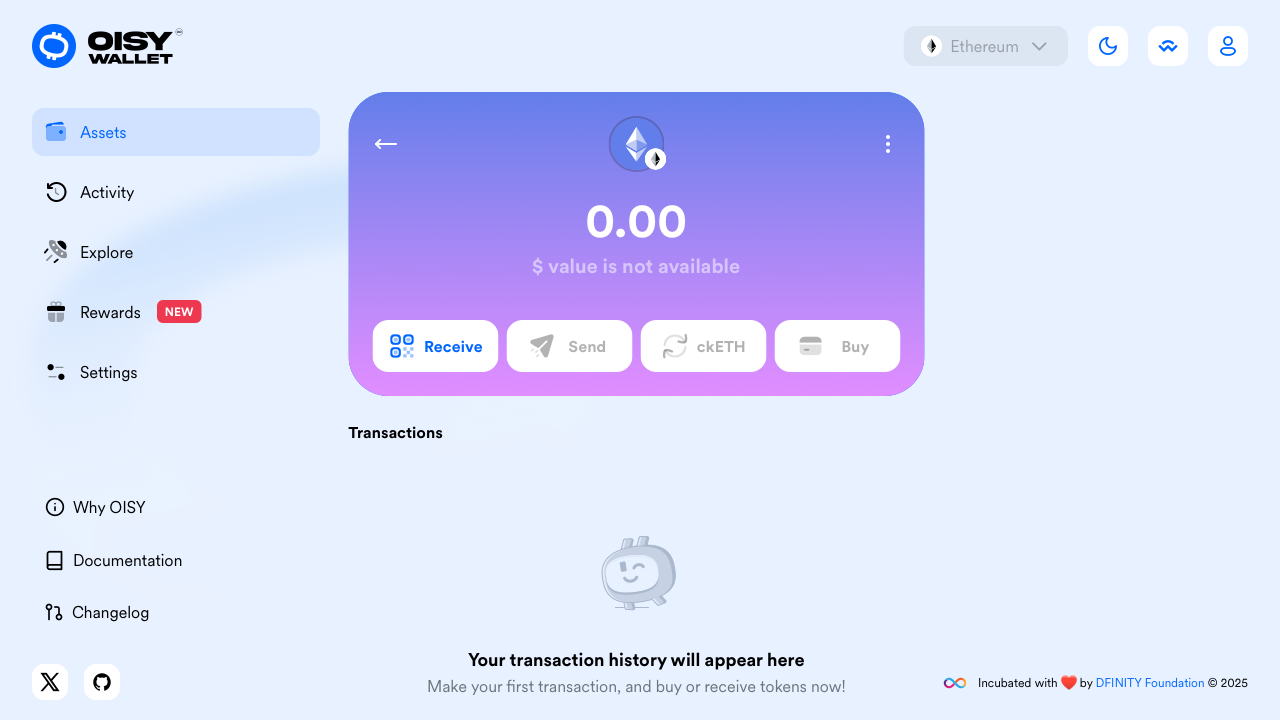 OISY
WALLET
Ethereum
Assets
Activity
Explore
Rewards NEW
Settings
Why OISY
Documentation
Changelog
0.00
$ value is not available
Receive
Send
ckETH
Buy
Transactions
Your transaction history will appear here
Make your first transaction, and buy or receive tokens now!
Incubated with ❤️ by DFINITY Foundation © 2025